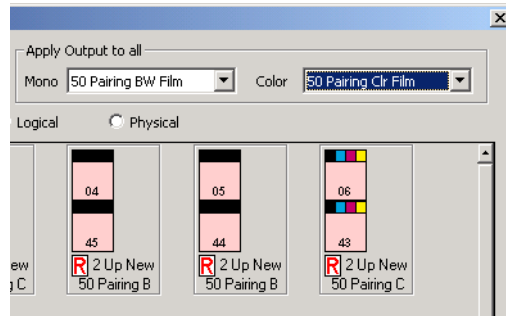 Apply Output to all
Mono 50 Pairing BW Film Color 50 Pairing Clr Film
Logical Physical
04 05 06
45 44 43
ew R 2 Up New R 2 Up New R 2 Up New
g C 50 Pairing B 50 Pairing B 50 Pairing C